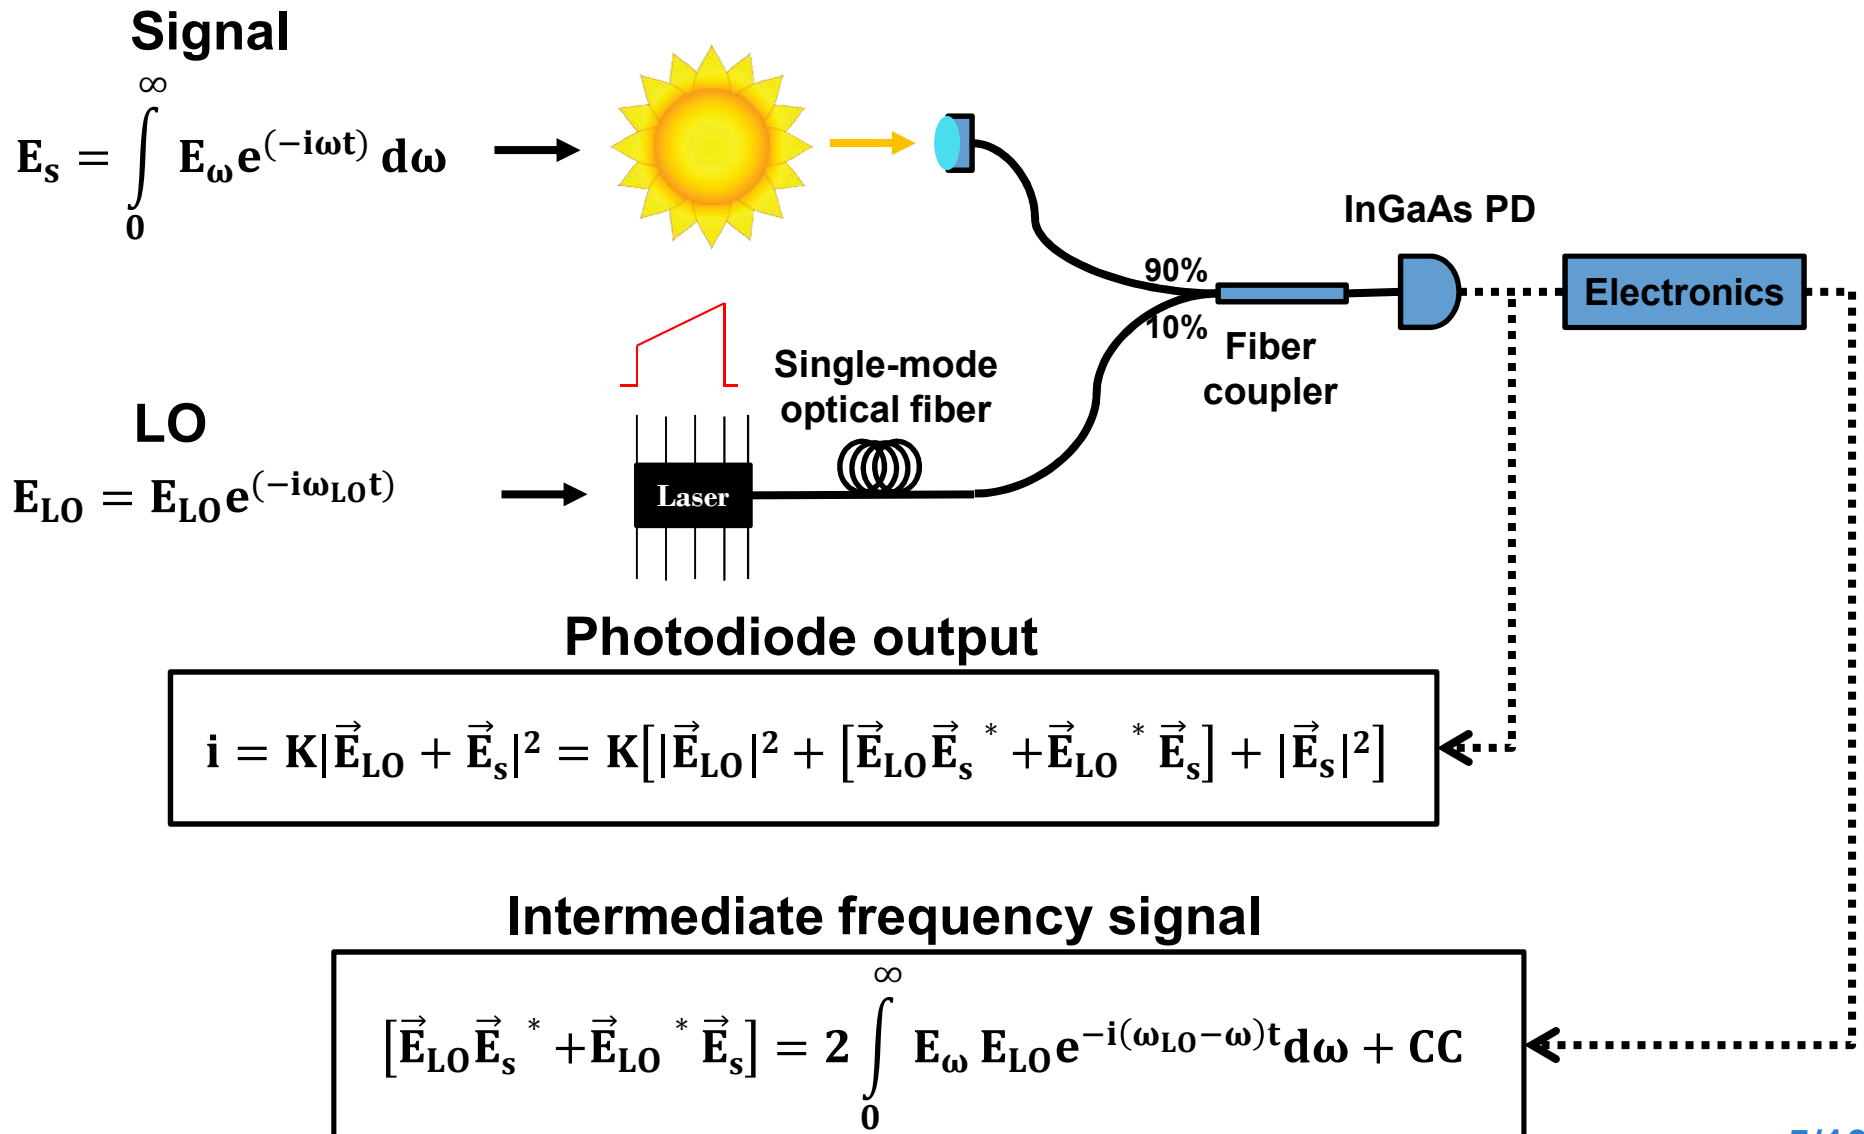 Signal
E_s = ∫_0^∞ E_ω e^(−iωt) dω
InGaAs PD
90%
10%
Electronics
Fiber
coupler
Single-mode
optical fiber
LO
E_LO = E_LO e^(−iω_LO t)
Laser
Photodiode output
i = K|E⃗_LO + E⃗_s|² = K[|E⃗_LO|² + [E⃗_LO E⃗_s* + E⃗_LO* E⃗_s] + |E⃗_s|²]
Intermediate frequency signal
[E⃗_LO E⃗_s* + E⃗_LO* E⃗_s] = 2 ∫_0^∞ E_ω E_LO e^−i(ω_LO−ω)t dω + CC